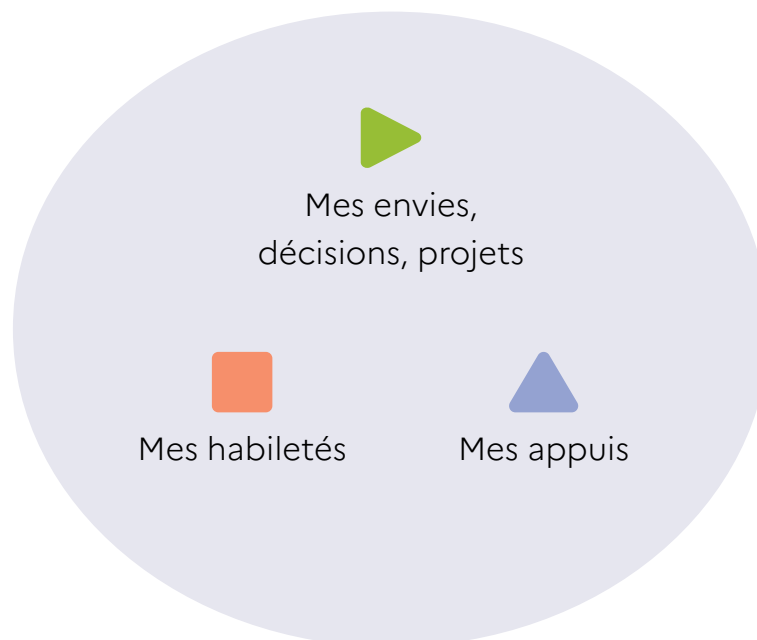 Mes envies,
décisions, projets
Mes habiletés
Mes appuis